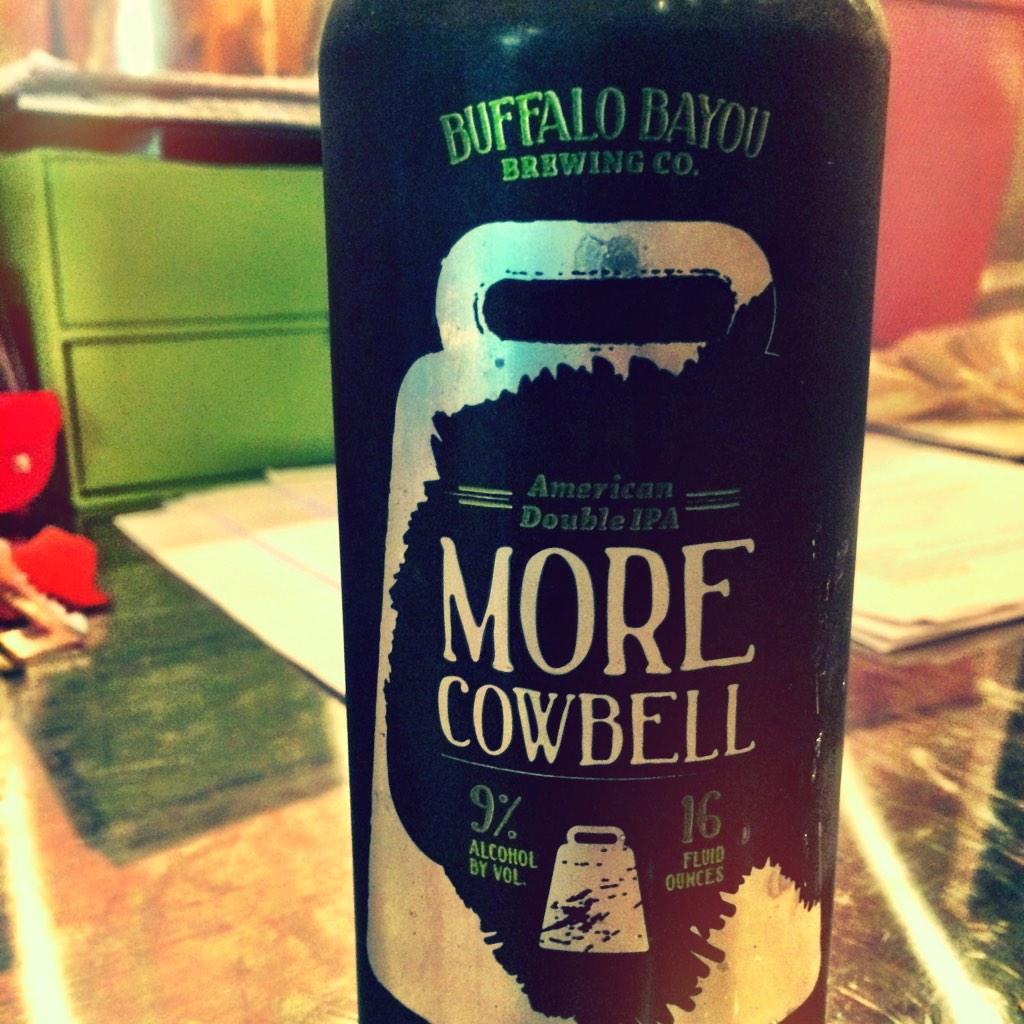 BUFFALO BAYOU
BREWING CO.
American
Double IPA
MORE
COWBELL
9%
ALCOHOL
BY VOL.
16
FLUID
OUNCES